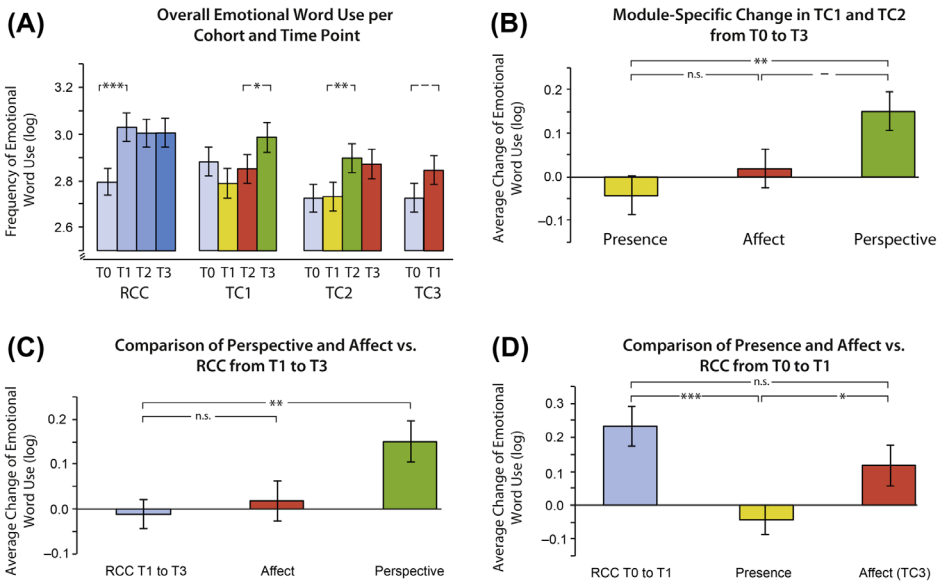 (A)
Overall Emotional Word Use per
Cohort and Time Point
Frequency of Emotional
Word Use (log)
3.2
3.0
2.8
2.6
***
*
**
T0 T1 T2 T3
T0 T1 T2 T3
T0 T1 T2 T3
T0 T1
RCC
TC1
TC2
TC3
(B)
Module-Specific Change in TC1 and TC2
from T0 to T3
Average Change of Emotional
Word Use (log)
0.2
0.1
0.0
−0.1
**
n.s.
–
Presence
Affect
Perspective
(C)
Comparison of Perspective and Affect vs.
RCC from T1 to T3
Average Change of Emotional
Word Use (log)
0.2
0.1
0.0
−0.1
**
n.s.
RCC T1 to T3
Affect
Perspective
(D)
Comparison of Presence and Affect vs.
RCC from T0 to T1
Average Change of Emotional
Word Use (log)
0.3
0.2
0.1
0.0
−0.1
n.s.
***
*
RCC T0 to T1
Presence
Affect (TC3)